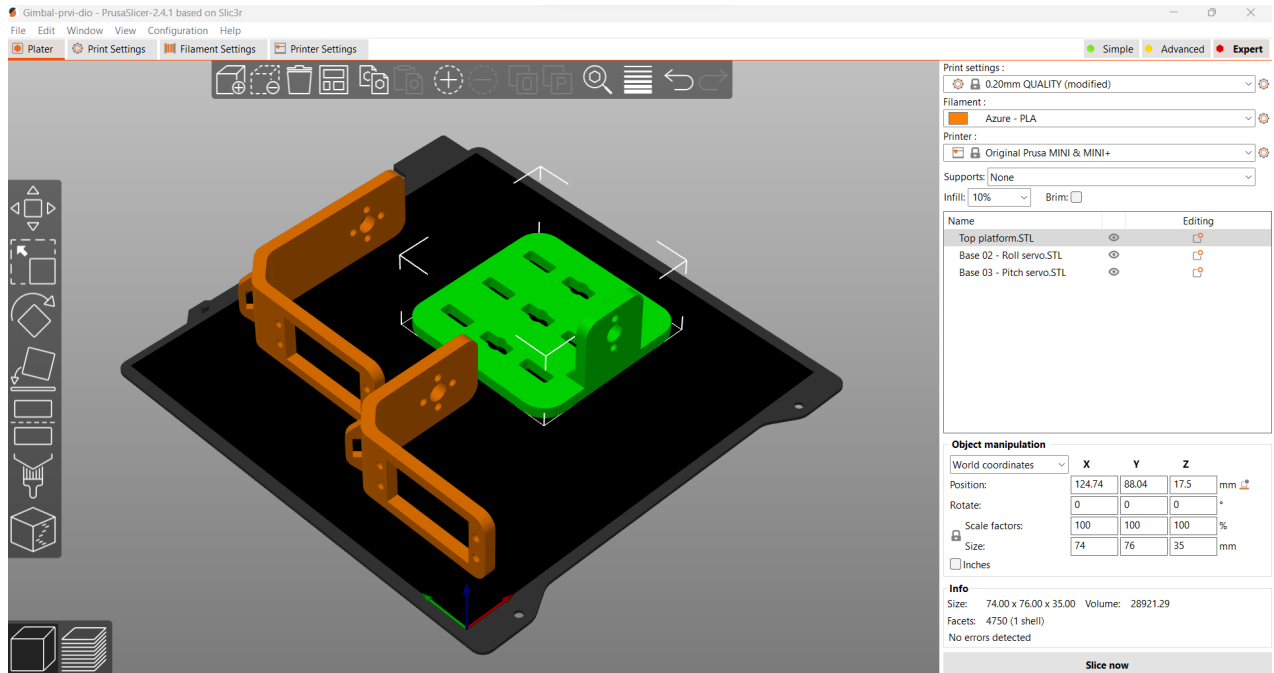 Gimbal-prvi-dio - PrusaSlicer-2.4.1 based on Slic3r
File Edit Window View Configuration Help
Plater Print Settings Filament Settings Printer Settings Simple Advanced Expert
Print settings :
0.20mm QUALITY (modified)
Filament :
Azure - PLA
Printer :
Original Prusa MINI & MINI+
Supports: None
Infill: 10% Brim:
Name Editing
Top platform.STL
Base 02 - Roll servo.STL
Base 03 - Pitch servo.STL
Object manipulation
World coordinates X Y Z
Position: 124.74 88.04 17.5 mm
Rotate: 0 0 0 °
Scale factors: 100 100 100 %
Size: 74 76 35 mm
Inches
Info
Size: 74.00 x 76.00 x 35.00 Volume: 28921.29
Facets: 4750 (1 shell)
No errors detected
Slice now